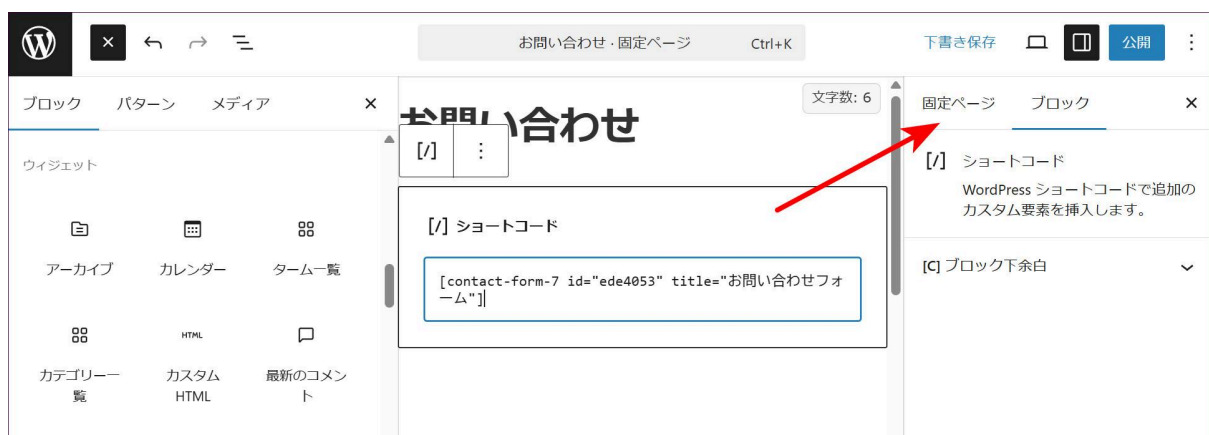 お問い合わせ · 固定ページ Ctrl+K
下書き保存
公開
ブロック パターン メディア
ウィジェット
アーカイブ カレンダー ターム一覧
カテゴリー一
覧
HTML
カスタム
HTML
最新のコメン
ト
文字数: 6
お問い合わせ
[/]
[/] ショートコード
[contact-form-7 id="ede4053" title="お問い合わせフォ
ーム"]
固定ページ ブロック
[/] ショートコード
WordPress ショートコードで追加の
カスタム要素を挿入します。
[C] ブロック下余白